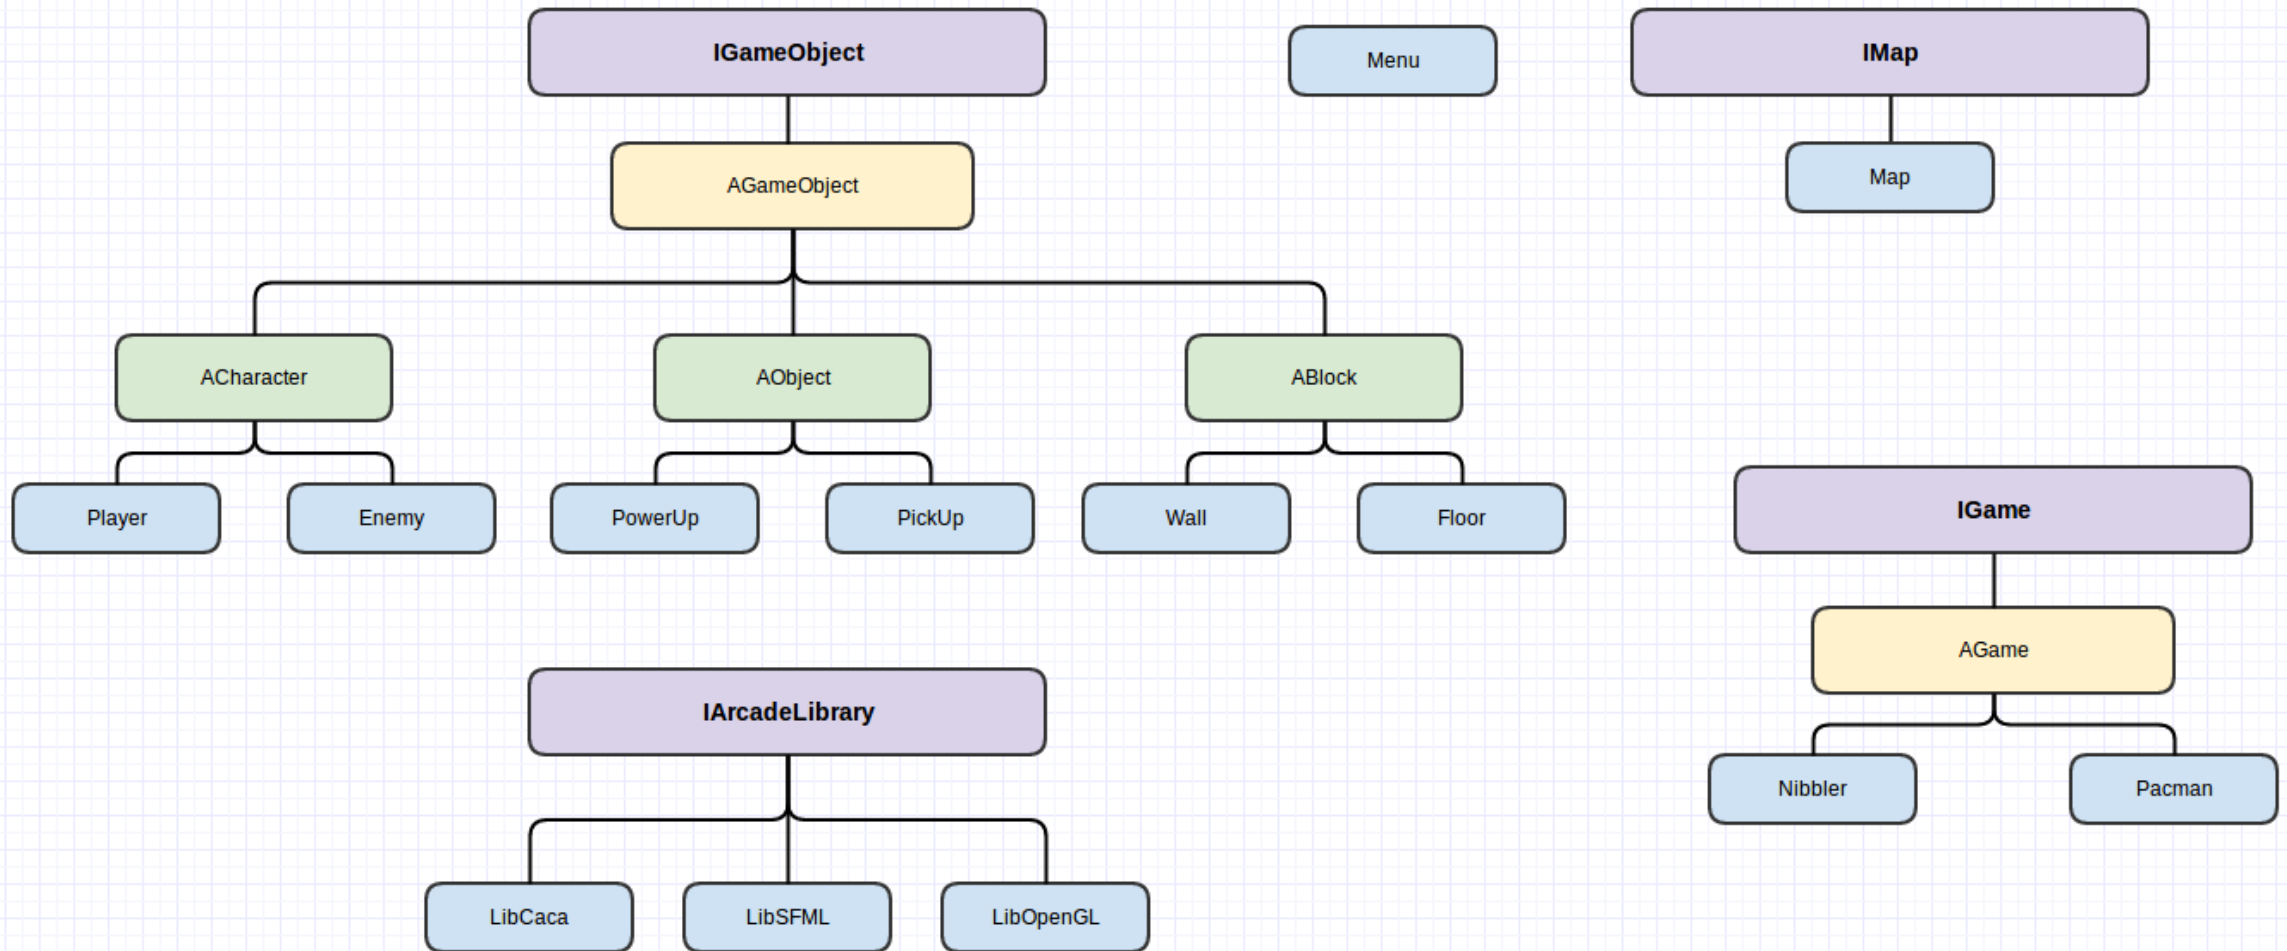 IGameObject
Menu
IMap
AGameObject
Map
ACharacter
AObject
ABlock
Player
Enemy
PowerUp
PickUp
Wall
Floor
IGame
AGame
IArcadeLibrary
Nibbler
Pacman
LibCaca
LibSFML
LibOpenGL